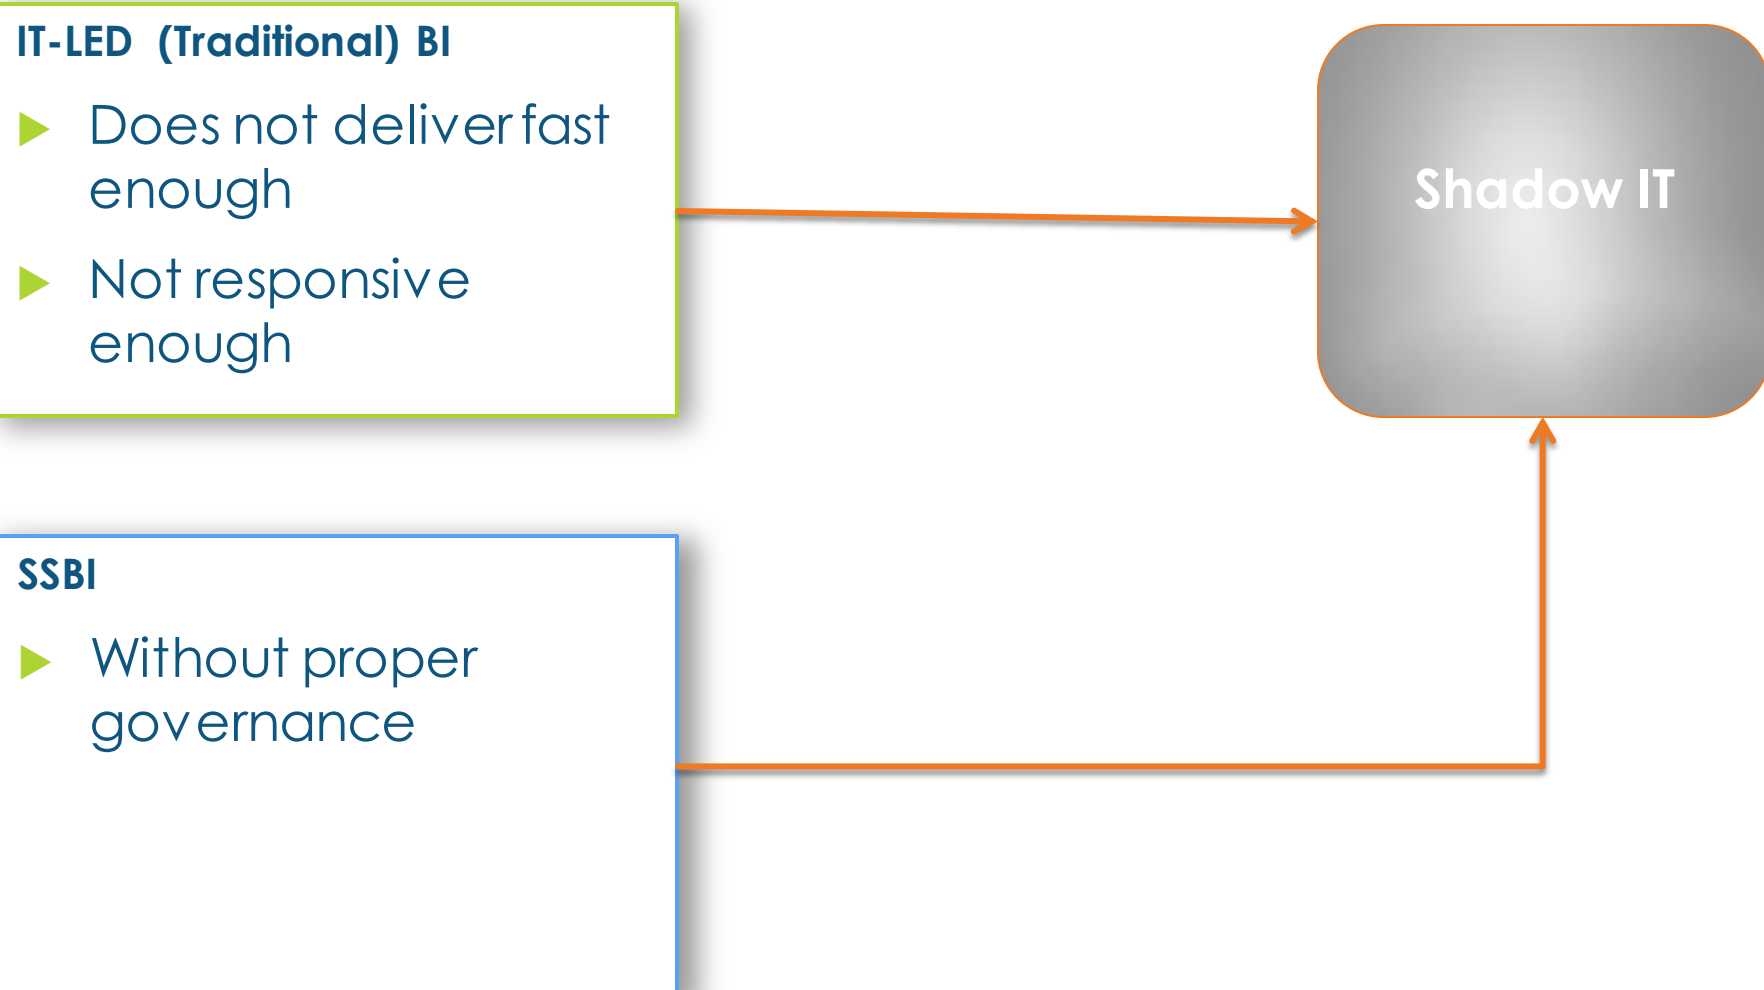 IT-LED (Traditional) BI
Does not deliver fast
enough
Not responsive
enough
Shadow IT
SSBI
Without proper
governance